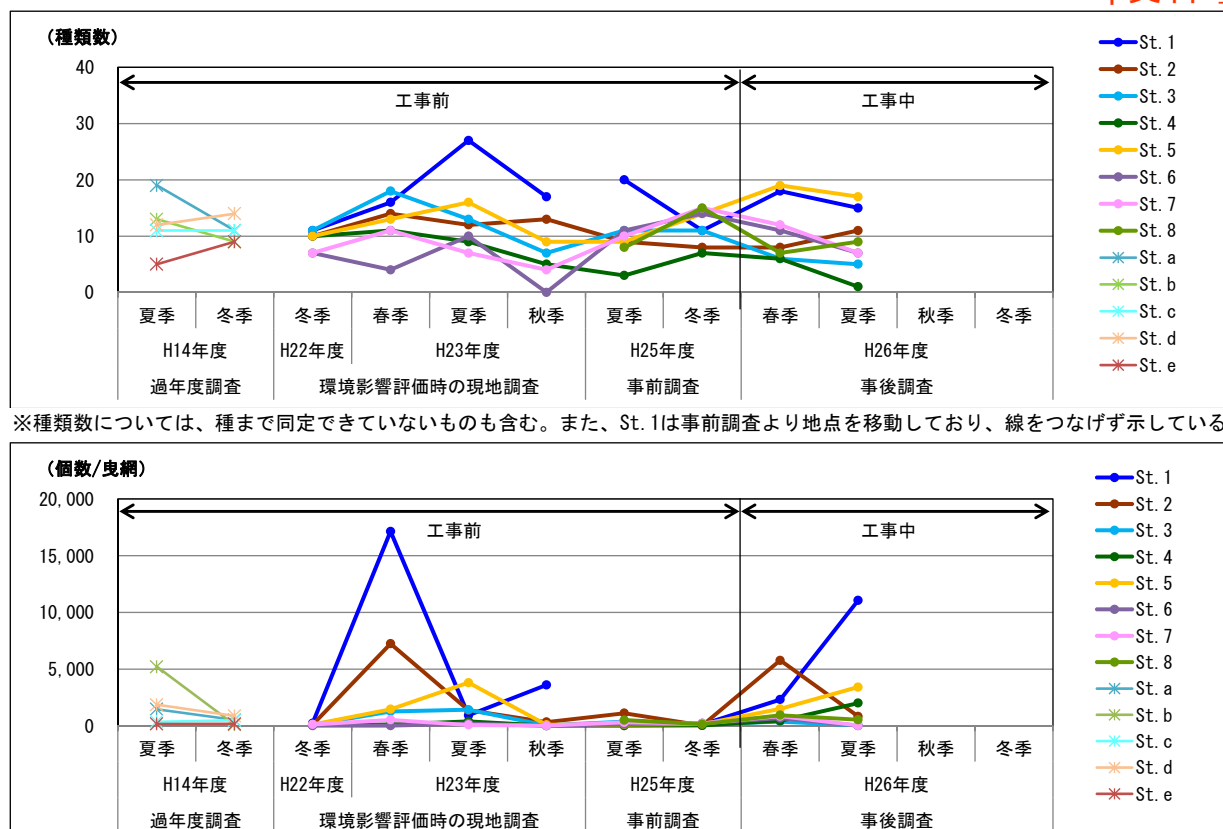 (種類数)
40
30
20
10
0
工事前
工事中
夏季 冬季 冬季 春季 夏季 秋季 夏季 冬季 春季 夏季 秋季 冬季
H14年度 H22年度 H23年度 H25年度 H26年度
過年度調査 環境影響評価時の現地調査 事前調査 事後調査
St.1
St.2
St.3
St.4
St.5
St.6
St.7
St.8
St.a
St.b
St.c
St.d
St.e
※種類数については、種まで同定できていないものも含む。また、St.1は事前調査より地点を移動しており、線をつなげず示している
(個数/曳網)
20,000
15,000
10,000
5,000
0
工事前
工事中
夏季 冬季 冬季 春季 夏季 秋季 夏季 冬季 春季 夏季 秋季 冬季
H14年度 H22年度 H23年度 H25年度 H26年度
過年度調査 環境影響評価時の現地調査 事前調査 事後調査
St.1
St.2
St.3
St.4
St.5
St.6
St.7
St.8
St.a
St.b
St.c
St.d
St.e